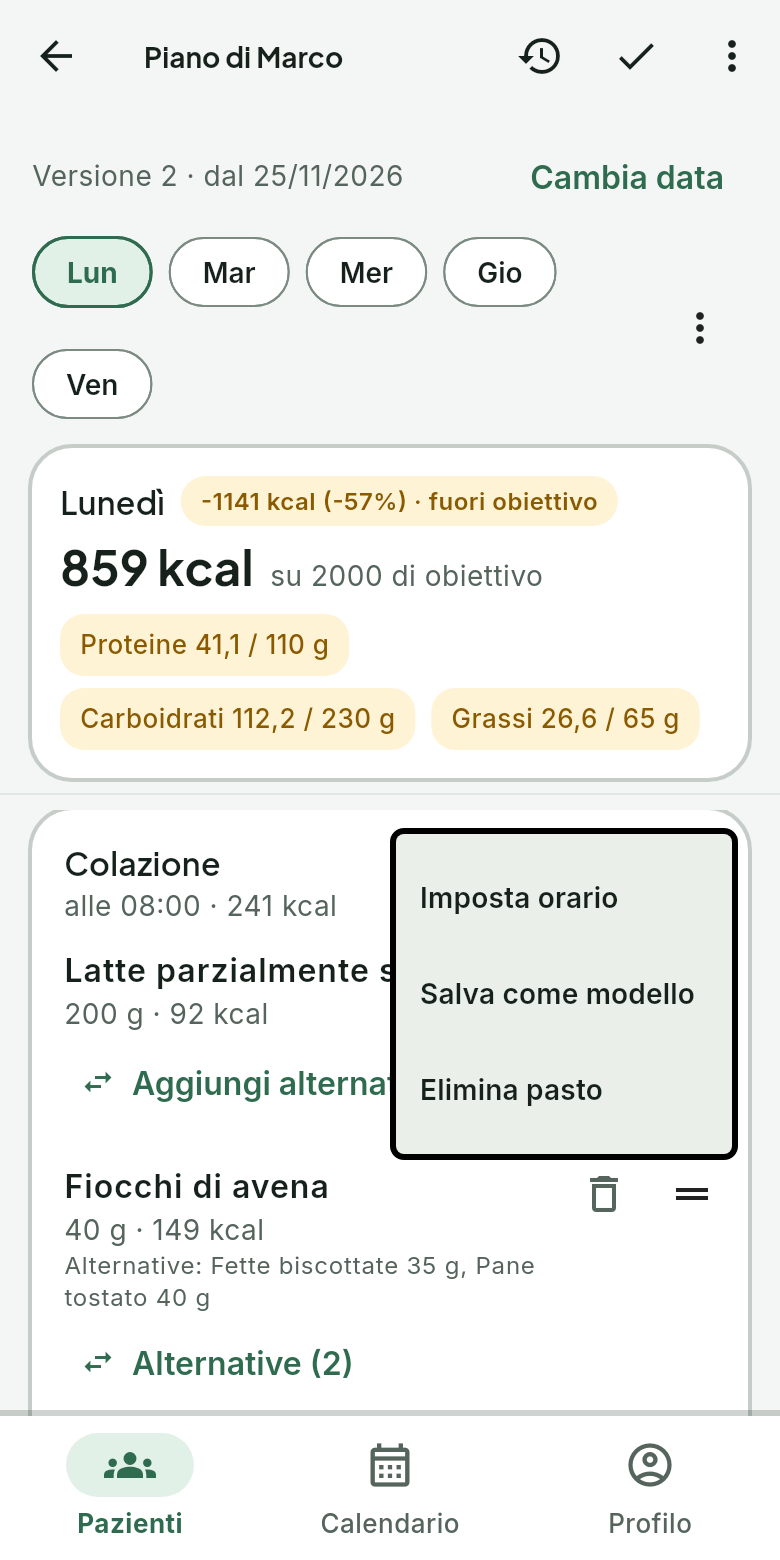 Piano di Marco
Versione 2 · dal 25/11/2026
Cambia data
Lun
Mar
Mer
Gio
Ven
Lunedì
-1141 kcal (-57%) · fuori obiettivo
859 kcal su 2000 di obiettivo
Proteine 41,1 / 110 g
Carboidrati 112,2 / 230 g
Grassi 26,6 / 65 g
Colazione
alle 08:00 · 241 kcal
Imposta orario
Salva come modello
Elimina pasto
Latte parzialmente
200 g · 92 kcal
Aggiungi
Fiocchi di avena
40 g · 149 kcal
Alternative: Fette biscottate 35 g, Pane
tostato 40 g
Alternative (2)
Pazienti
Calendario
Profilo